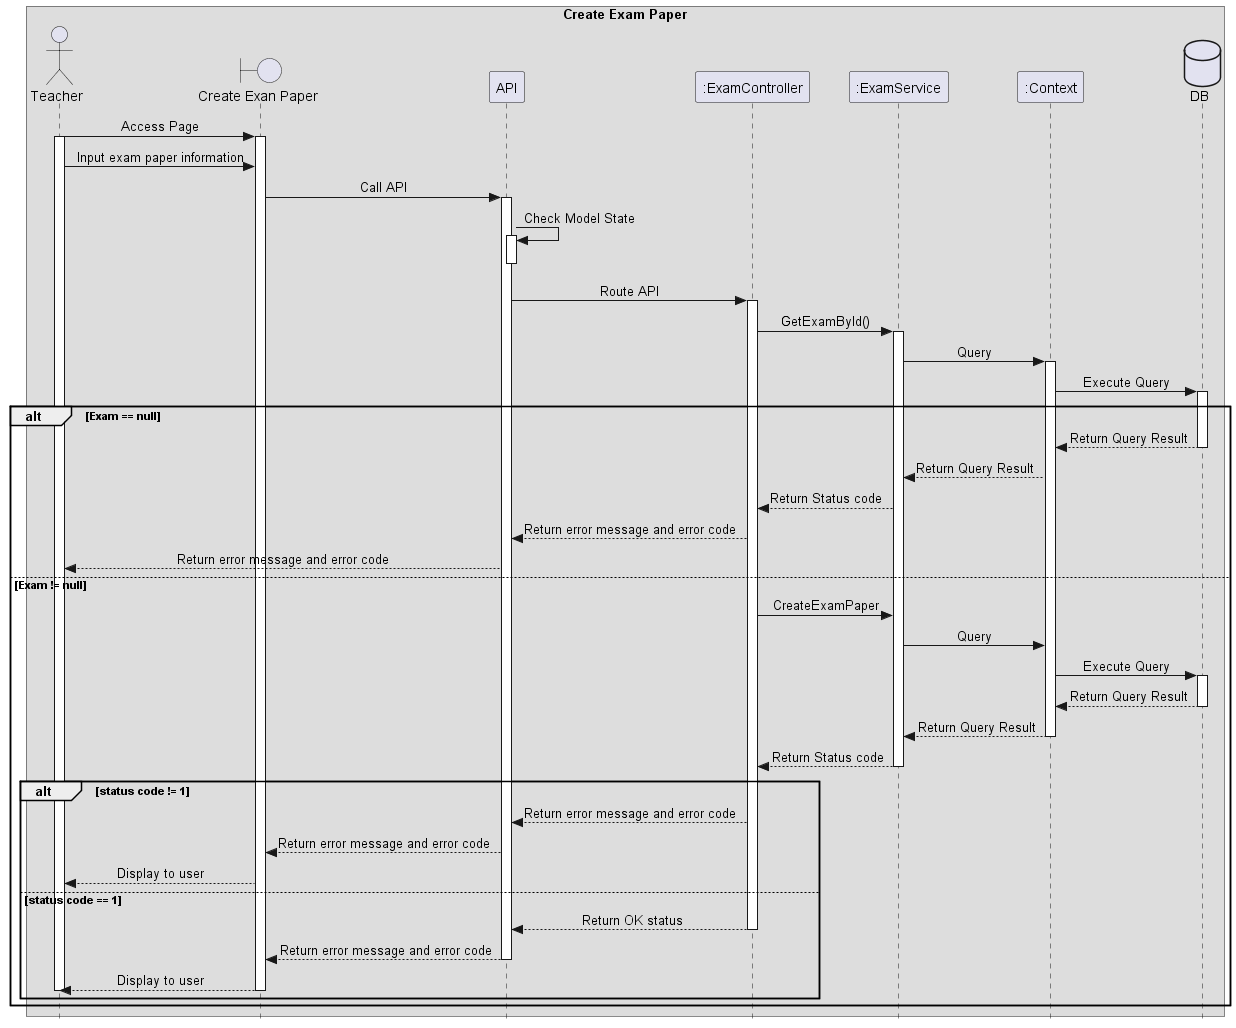 Create Exam Paper
Teacher
Create Exan Paper
API
:ExamController
:ExamService
:Context
DB
Access Page
Input exam paper information
Call API
Check Model State
Route API
GetExamById()
Query
Execute Query
alt
[Exam == null]
Return Query Result
Return Query Result
Return Status code
Return error message and error code
Return error message and error code
[Exam != null]
CreateExamPaper
Query
Execute Query
Return Query Result
Return Query Result
Return Status code
alt
[status code != 1]
Return error message and error code
Return error message and error code
Display to user
[status code == 1]
Return OK status
Return error message and error code
Display to user